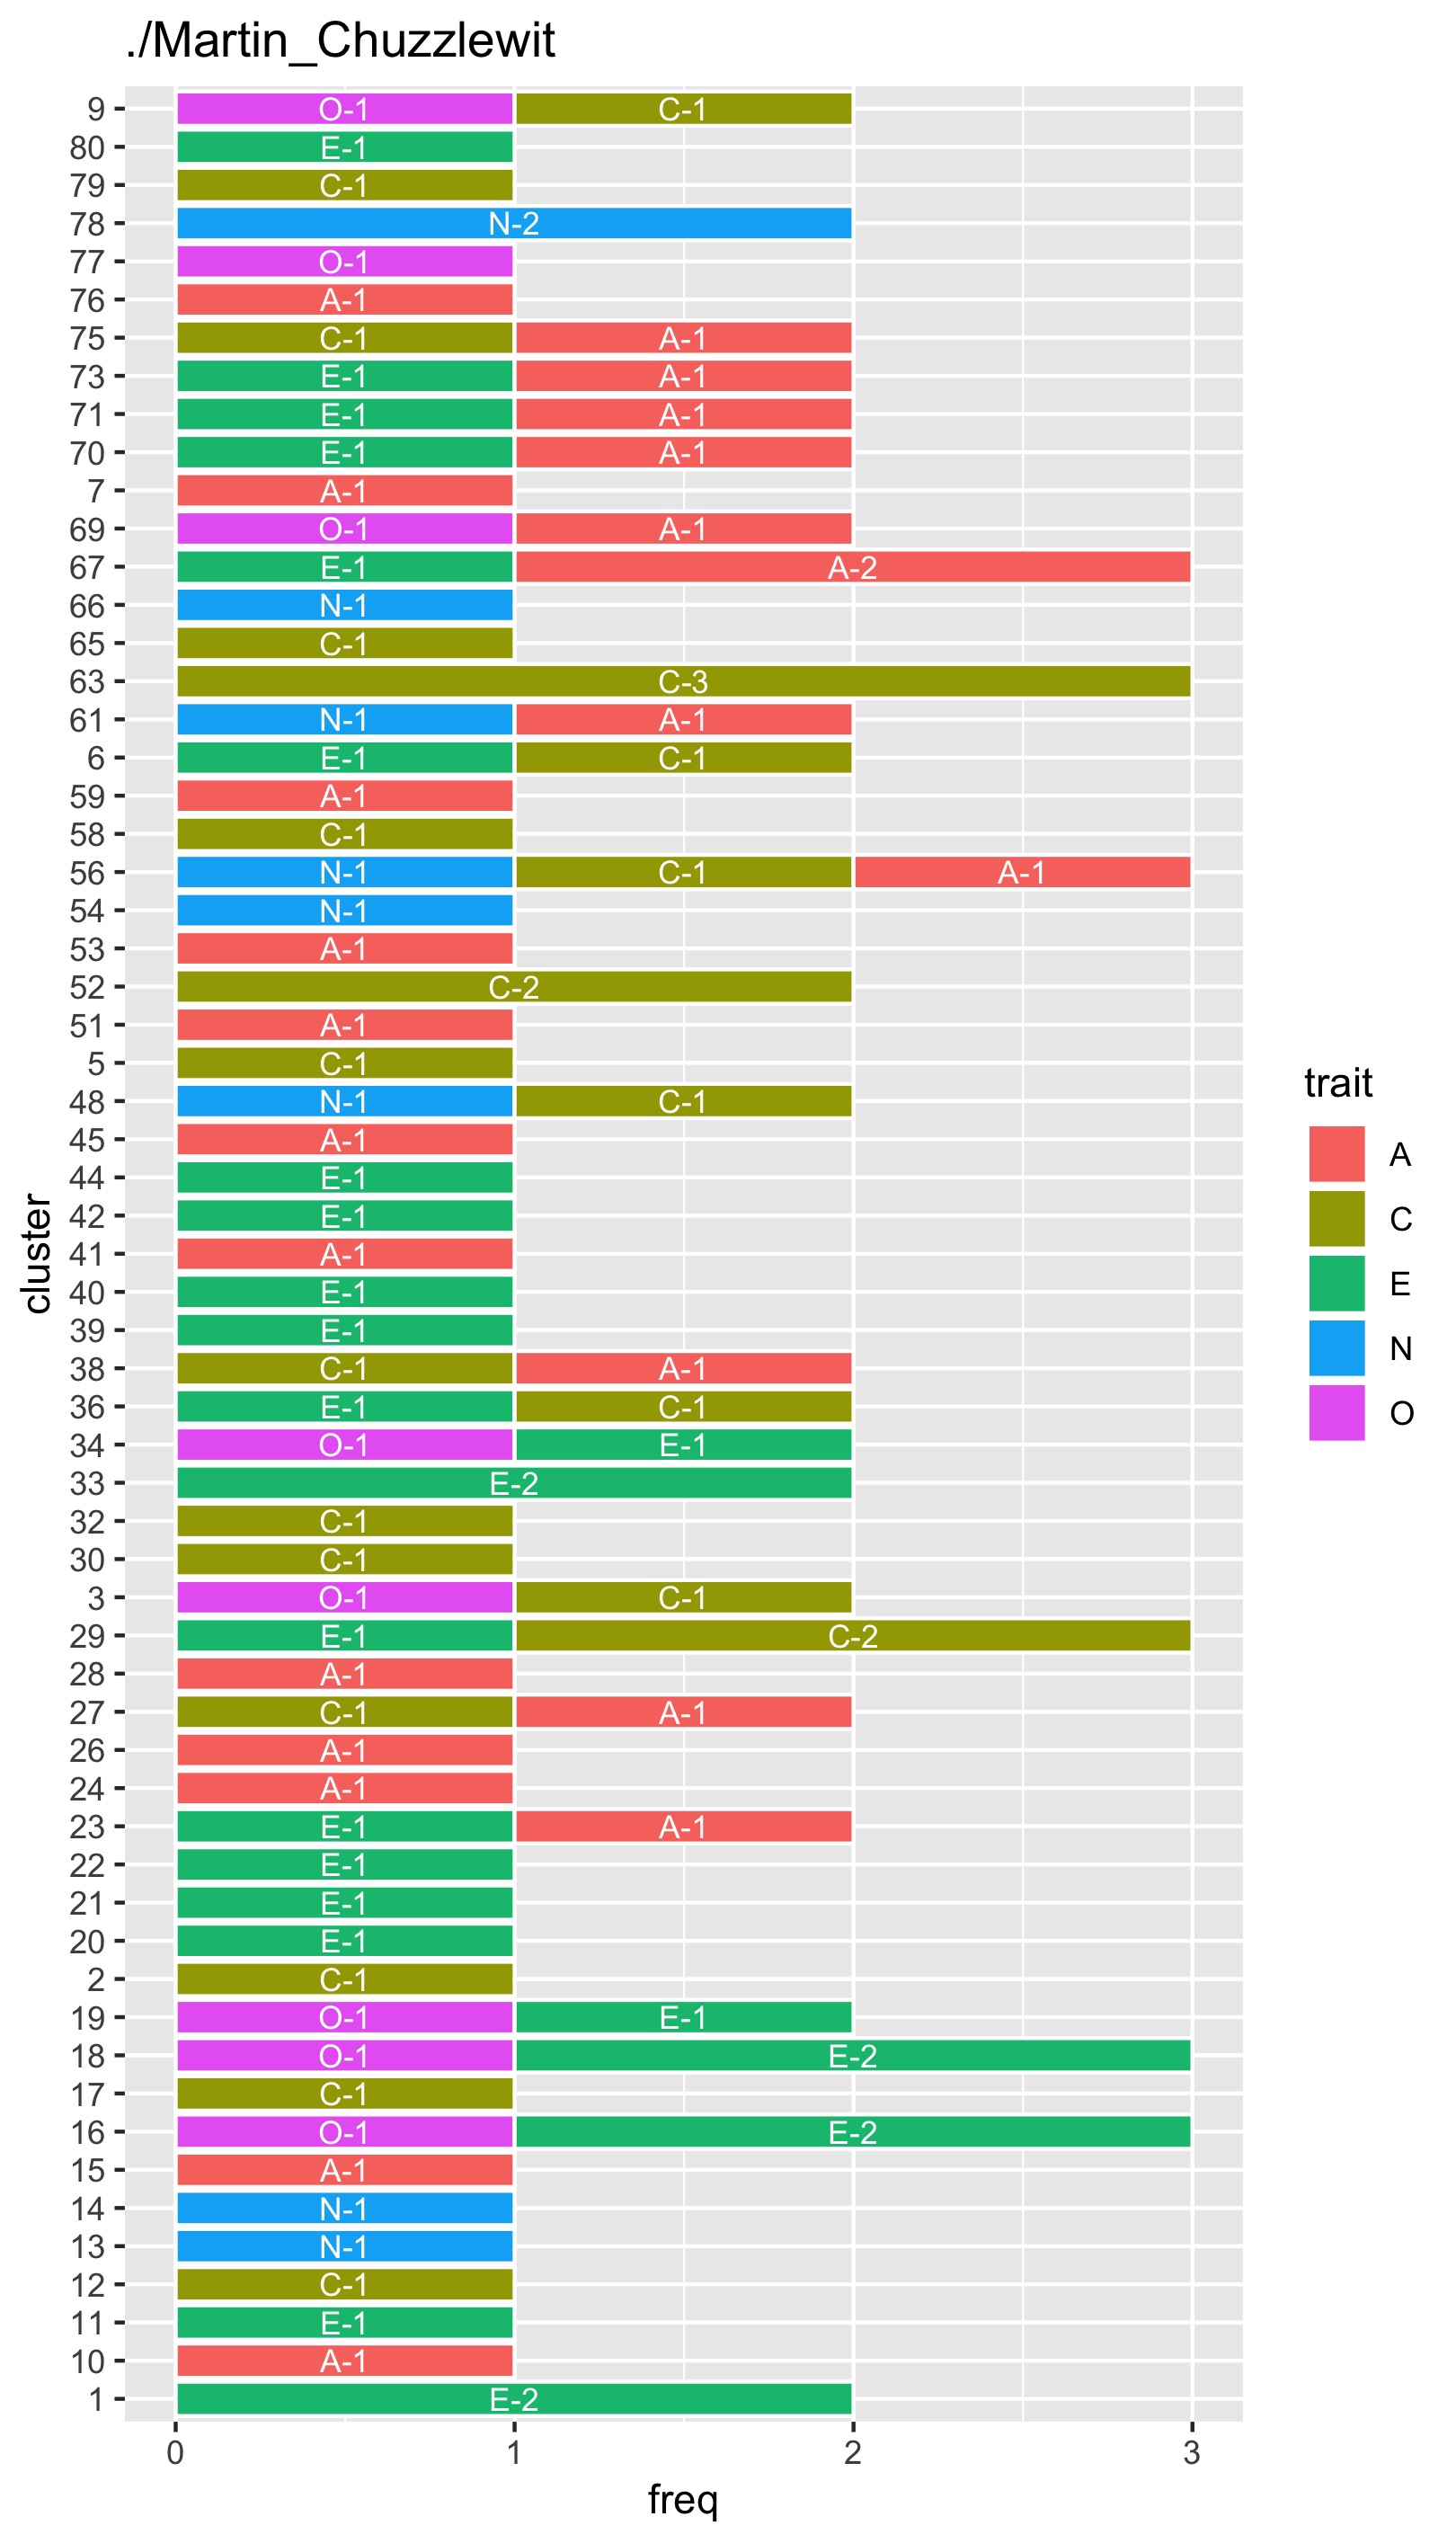 ./Martin_Chuzzlewit
9 O-1 C-1
80 E-1
79 C-1
78 N-2
77 O-1
76 A-1
75 C-1 A-1
73 E-1 A-1
71 E-1 A-1
70 E-1 A-1
7 A-1
69 O-1 A-1
67 E-1 A-2
66 N-1
65 C-1
63 C-3
61 N-1 A-1
6 E-1 C-1
59 A-1
58 C-1
56 N-1 C-1 A-1
54 N-1
53 A-1
52 C-2
51 A-1
5 C-1
48 N-1 C-1
45 A-1
44 E-1
42 E-1
41 A-1
40 E-1
39 E-1
38 C-1 A-1
36 E-1 C-1
34 O-1 E-1
33 E-2
32 C-1
30 C-1
3 O-1 C-1
29 E-1 C-2
28 A-1
27 C-1 A-1
26 A-1
24 A-1
23 E-1 A-1
22 E-1
21 E-1
20 E-1
2 C-1
19 O-1 E-1
18 O-1 E-2
17 C-1
16 O-1 E-2
15 A-1
14 N-1
13 N-1
12 C-1
11 E-1
10 A-1
1 E-2
0 1 2 3
freq
cluster
trait
A
C
E
N
O